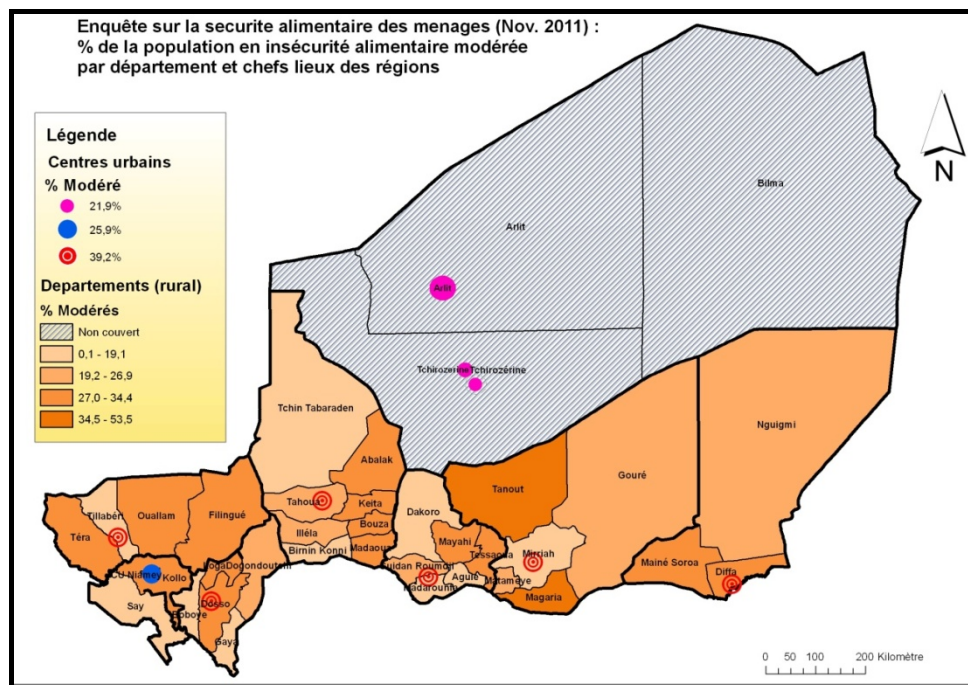 Enquête sur la securite alimentaire des menages (Nov. 2011) :
% de la population en insécurité alimentaire modérée
par département et chefs lieux des régions
Légende
Centres urbains
% Modéré
21,9%
25,9%
39,2%
Departements (rural)
% Modérés
Non couvert
0,1 - 19,1
19,2 - 26,9
27,0 - 34,4
34,5 - 53,5
N
Bilma
Arlit
Arlit
Tchirozerine Tchirozérine
Tchin Tabaraden
Abalak
Nguigmi
Gouré
Tanout
Tahoua
Keita
Dakoro
Tillabéri
Ouallam
Filingué
Bouza
Illéla
Téra
Birnin Konni
Madaoua
Mayahi
Tessaoua
Mirriah
Mainé Soroa
Diffa
CU Niamey
Kollo
Dogondoutchi
Guidan Roumdji
Madarounfa
Aguié
Matameye
Magaria
Say
Boboye
Dosso
Gaya
0 50 100 200 Kilomètre